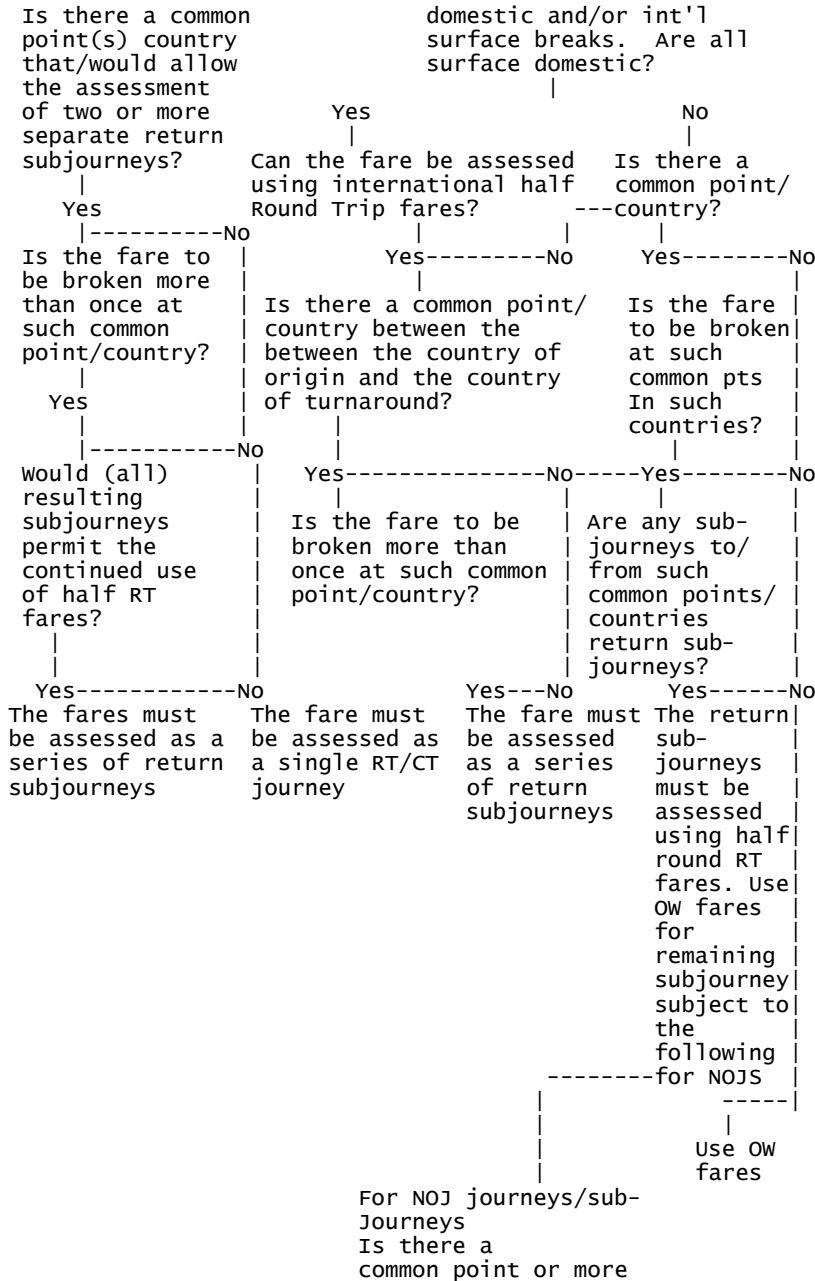 Is there a common                domestic and/or int'l
point(s) country                 surface breaks.  Are all
that/would allow                 surface domestic?
the assessment                             |
of two or more           Yes                         No
separate return           |                          |
subjourneys?     Can the fare be assessed     Is there a
    |            using international half     common point/
   Yes           Round Trip fares?        ---country?
    |----------No               |          |      |
Is the fare to  |             Yes---------No     Yes--------No
be broken more  |               |                            |
than once at    | Is there a common point/     Is the fare |
such common     | country between the          to be broken|
point/country?  | between the country of       at such     |
    |           | origin and the country       common pts  |
  Yes           | of turnaround?               In such     |
    |           |       |                      countries?  |
    |-----------No      |                          |       |
Would (all)      |    Yes---------------No-----Yes--------No
resulting        |      |                |      |          |
subjourneys      |  Is the fare to be    | Are any sub-    |
permit the       |  broken more than     | journeys to/    |
continued use    |  once at such common  | from such       |
of half RT       |  point/country?       | common points/  |
fares?           |                       | countries       |
  |              |                       | return sub-     |
  |              |                       | journeys?       |
 Yes------------No              Yes---No       Yes------No
The fares must    The fare must   The fare must The return|
be assessed as a  be assessed as  be assessed   sub-      |
series of return  a single RT/CT  as a series   journeys  |
subjourneys       journey         of return     must be   |
                                  subjourneys   assessed  |
                                                using half|
                                                round RT  |
                                                fares. Use|
                                                OW fares  |
                                                for       |
                                                remaining |
                                                subjourney|
                                                subject to|
                                                the       |
                                                following |
                                        --------for NOJS  |
                                       |             -----|
                                       |             |
                                       |           Use OW
                                       |           fares
                          For NOJ journeys/sub-
                          Journeys
                          Is there a
                          common point or more